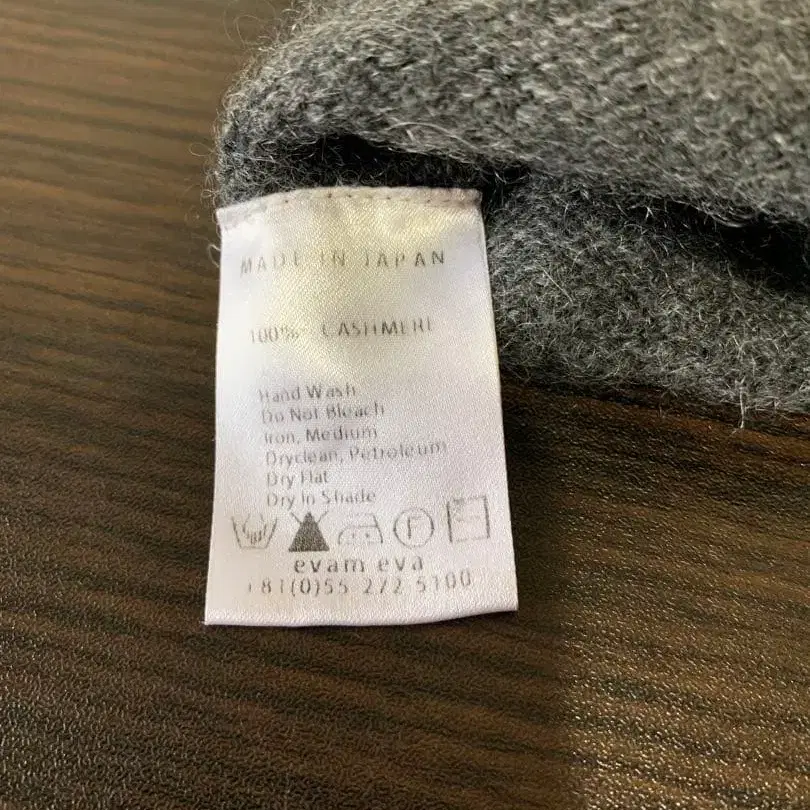 MADE IN JAPAN
100% CASHMERE
Hand Wash
Do Not Bleach
Iron, Medium
Dryclean, Petroleum
Dry Flat
Dry In Shade
F
evam eva
+81(0)55 272 5100